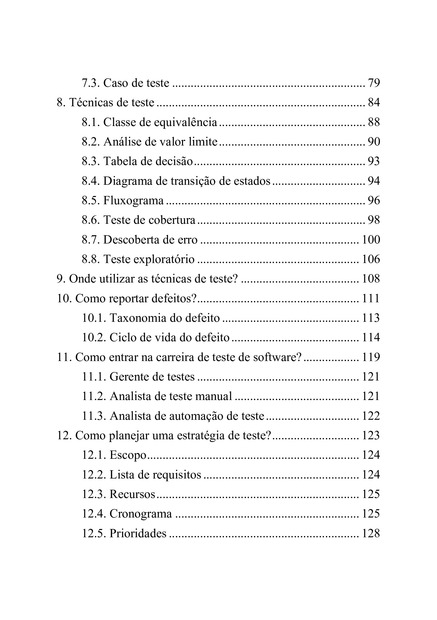 7.3. Caso de teste ............................................................. 79
8. Técnicas de teste .................................................................. 84
8.1. Classe de equivalência .............................................. 88
8.2. Análise de valor limite .............................................. 90
8.3. Tabela de decisão ...................................................... 93
8.4. Diagrama de transição de estados .............................. 94
8.5. Fluxograma ............................................................... 96
8.6. Teste de cobertura ..................................................... 98
8.7. Descoberta de erro .................................................. 100
8.8. Teste exploratório ................................................... 106
9. Onde utilizar as técnicas de teste? ..................................... 108
10. Como reportar defeitos? ................................................... 111
10.1. Taxonomia do defeito ............................................ 113
10.2. Ciclo de vida do defeito ......................................... 114
11. Como entrar na carreira de teste de software? .................. 119
11.1. Gerente de testes .................................................... 121
11.2. Analista de teste manual ........................................ 121
11.3. Analista de automação de teste .............................. 122
12. Como planejar uma estratégia de teste? ............................ 123
12.1. Escopo .................................................................... 124
12.2. Lista de requisitos .................................................. 124
12.3. Recursos ................................................................. 125
12.4. Cronograma ........................................................... 125
12.5. Prioridades ............................................................. 128